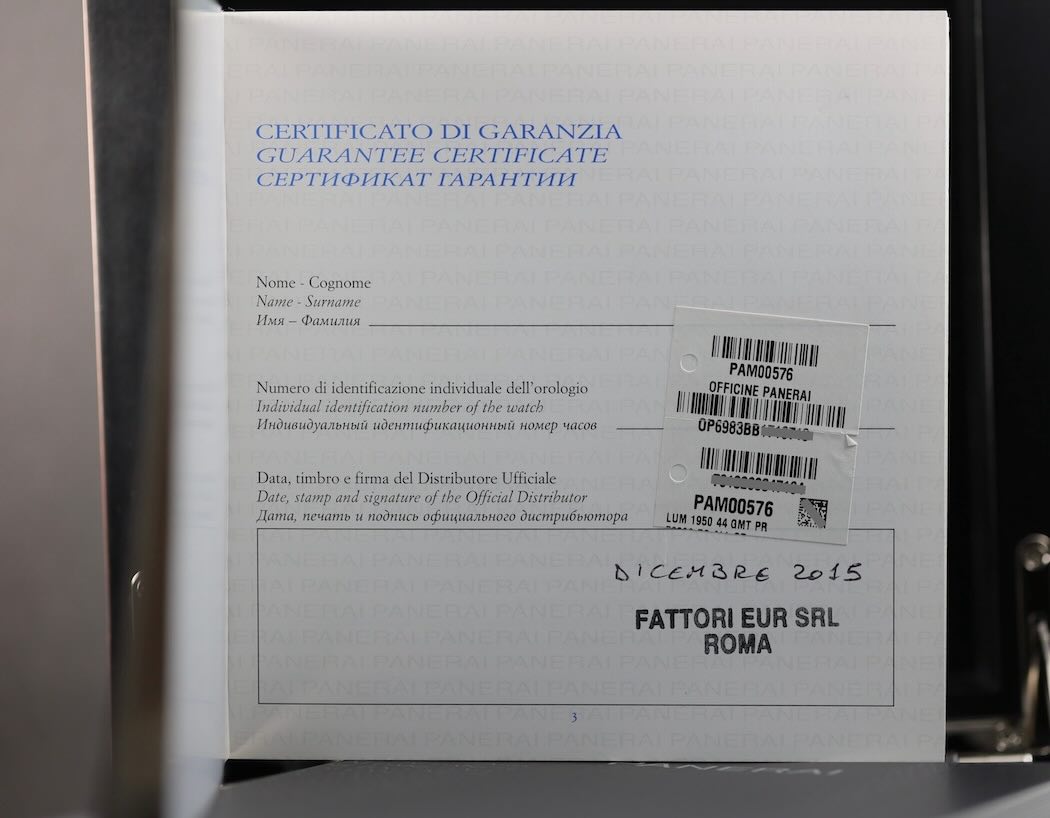 CERTIFICATO DI GARANZIA
GUARANTEE CERTIFICATE
СЕРТИФИКАТ ГАРАНТИИ
Nome - Cognome
Name - Surname
Имя – Фамилия
Numero di identificazione individuale dell'orologio
Individual identification number of the watch
Индивидуальный идентификационный номер часов
Data, timbro e firma del Distributore Ufficiale
Date, stamp and signature of the Official Distributor
Дата, печать и подпись официального дистрибьютора
PAM00576
OFFICINE PANERAI
OP6983BB
PAM00576
LUM 1950 44 GMT PR
DICEMBRE 2015
FATTORI EUR SRL
ROMA
3
PANERAI